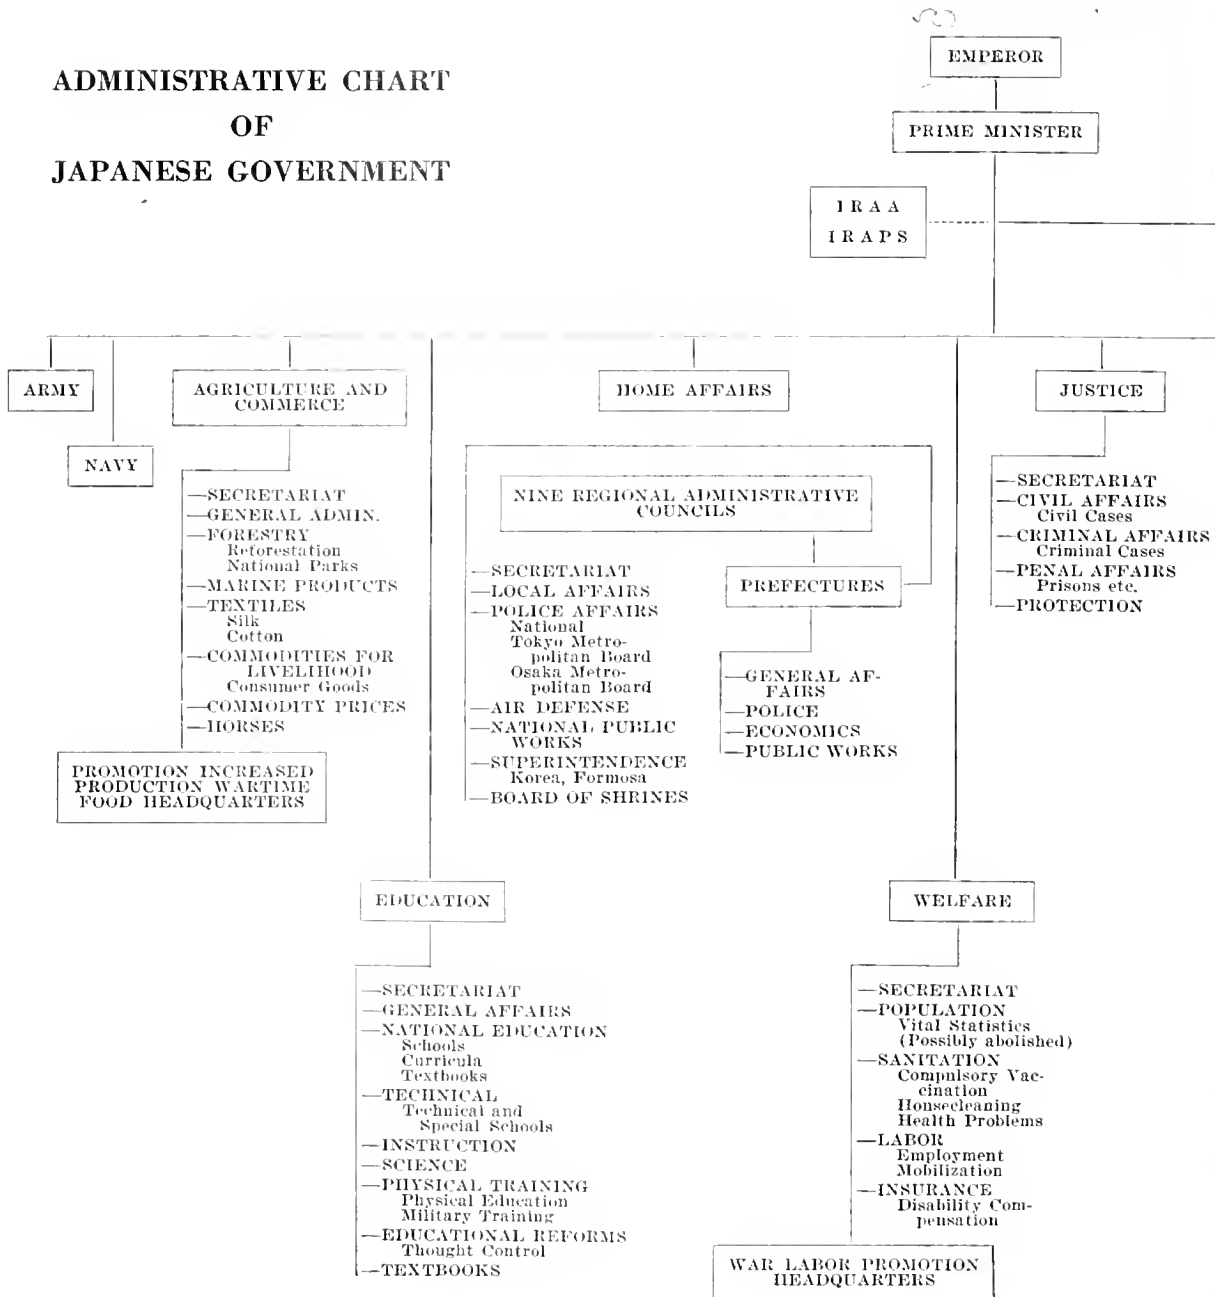 ADMINISTRATIVE CHART
OF
JAPANESE GOVERNMENT
EMPEROR
PRIME MINISTER
IRAA
IRAPS
ARMY
NAVY
AGRICULTURE AND
COMMERCE
—SECRETARIAT
—GENERAL ADMIN.
—FORESTRY
Reforestation
National Parks
—MARINE PRODUCTS
—TEXTILES
Silk
Cotton
—COMMODITIES FOR
LIVELIHOOD
Consumer Goods
—COMMODITY PRICES
—HORSES
PROMOTION INCREASED
PRODUCTION WARTIME
FOOD HEADQUARTERS
HOME AFFAIRS
NINE REGIONAL ADMINISTRATIVE
COUNCILS
—SECRETARIAT
—LOCAL AFFAIRS
—POLICE AFFAIRS
National
Tokyo Metro-
politan Board
Osaka Metro-
politan Board
—AIR DEFENSE
—NATIONAL PUBLIC
WORKS
—SUPERINTENDENCE
Korea, Formosa
—BOARD OF SHRINES
PREFECTURES
—GENERAL AF-
FAIRS
—POLICE
—ECONOMICS
—PUBLIC WORKS
JUSTICE
—SECRETARIAT
—CIVIL AFFAIRS
Civil Cases
—CRIMINAL AFFAIRS
Criminal Cases
—PENAL AFFAIRS
Prisons etc.
—PROTECTION
EDUCATION
—SECRETARIAT
—GENERAL AFFAIRS
—NATIONAL EDUCATION
Schools
Curricula
Textbooks
—TECHNICAL
Technical and
Special Schools
—INSTRUCTION
—SCIENCE
—PHYSICAL TRAINING
Physical Education
Military Training
—EDUCATIONAL REFORMS
Thought Control
—TEXTBOOKS
WELFARE
—SECRETARIAT
—POPULATION
Vital Statistics
(Possibly abolished)
—SANITATION
Compulsory Vac-
cination
Housecleaning
Health Problems
—LABOR
Employment
Mobilization
—INSURANCE
Disability Com-
pensation
WAR LABOR PROMOTION
HEADQUARTERS